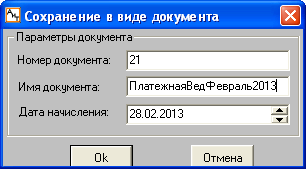 Сохранение в виде документа
Параметры документа
Номер документа: 21
Имя документа: ПлатежнаяВедФевраль2013
Дата начисления: 28.02.2013
Ok Отмена